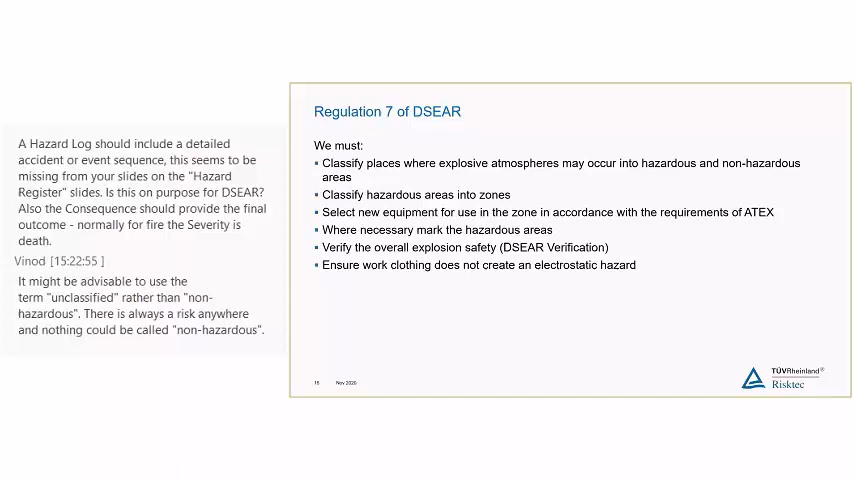 A Hazard Log should include a detailed
accident or event sequence, this seems to be
missing from your slides on the "Hazard
Register" slides. Is this on purpose for DSEAR?
Also the Consequence should provide the final
outcome - normally for fire the Severity is
death.
Vinod [15:22:55 ]
It might be advisable to use the
term "unclassified" rather than "non-
hazardous". There is always a risk anywhere
and nothing could be called "non-hazardous".
Regulation 7 of DSEAR
We must:
▪ Classify places where explosive atmospheres may occur into hazardous and non-hazardous
areas
▪ Classify hazardous areas into zones
▪ Select new equipment for use in the zone in accordance with the requirements of ATEX
▪ Where necessary mark the hazardous areas
▪ Verify the overall explosion safety (DSEAR Verification)
▪ Ensure work clothing does not create an electrostatic hazard
15 Nov 2020
TÜVRheinland®
Risktec